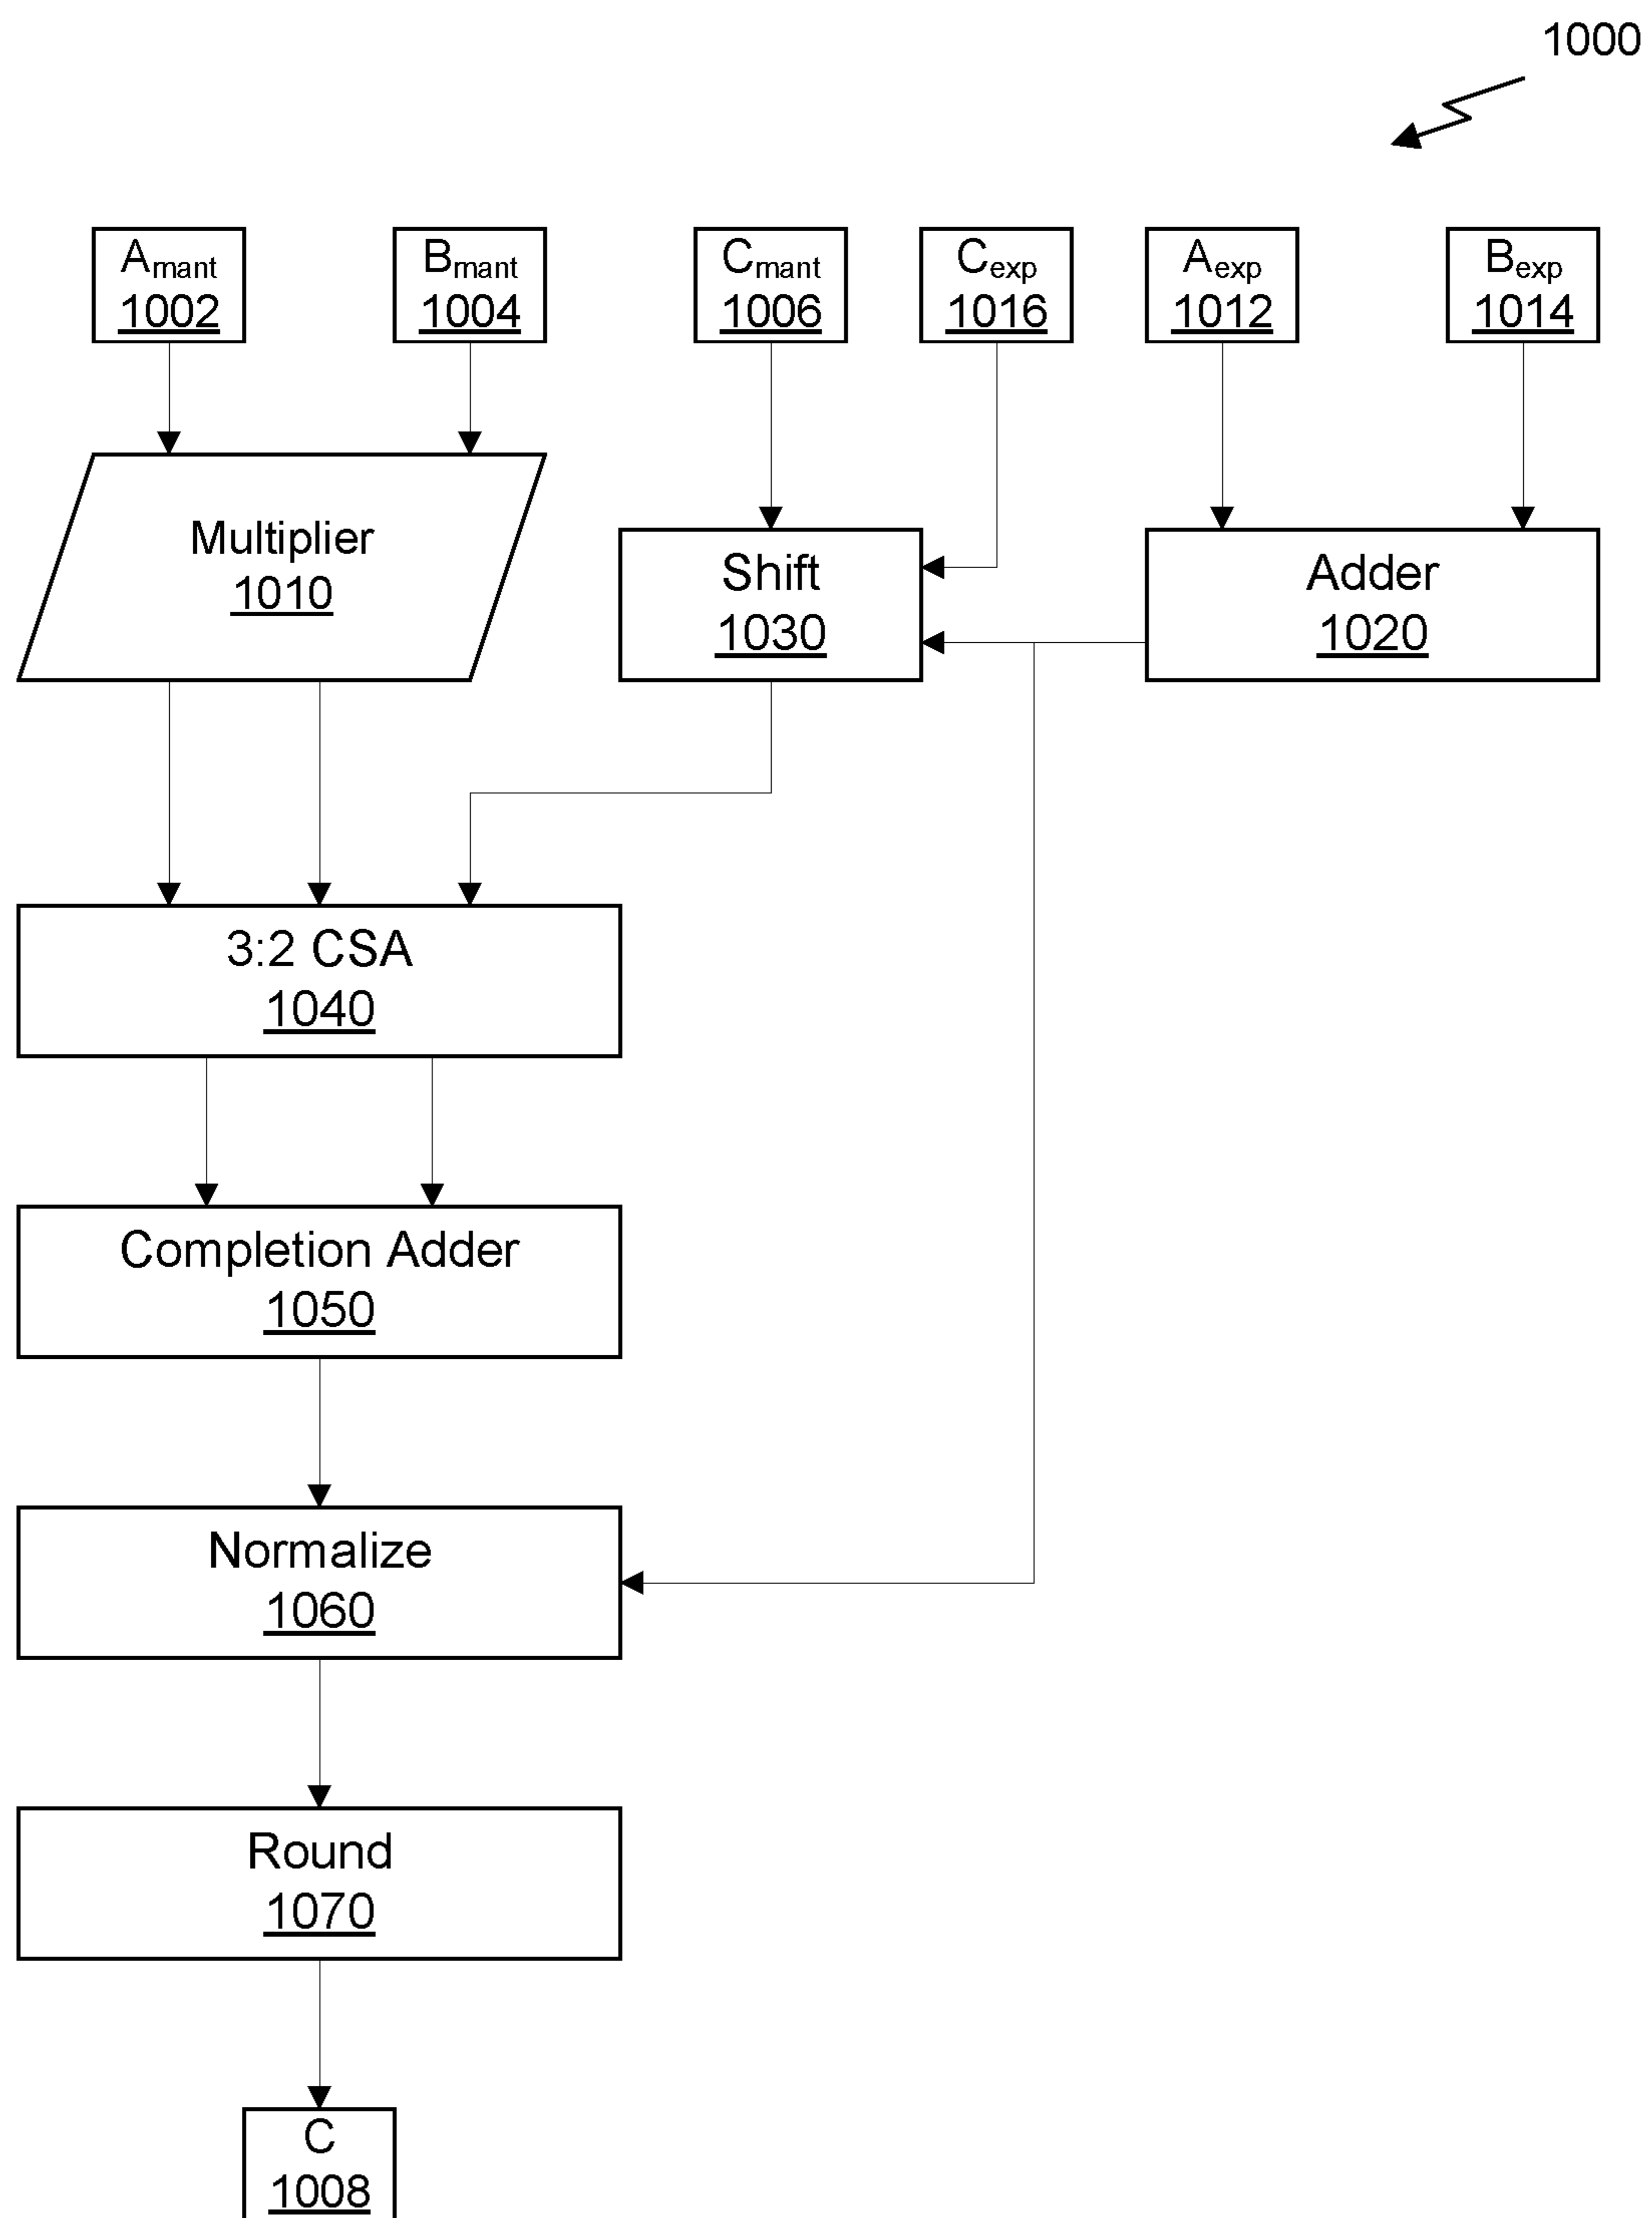 1000
Amant
1002
Bmant
1004
Cmant
1006
Cexp
1016
Aexp
1012
Bexp
1014
Multiplier
1010
Shift
1030
Adder
1020
3:2 CSA
1040
Completion Adder
1050
Normalize
1060
Round
1070
C
1008